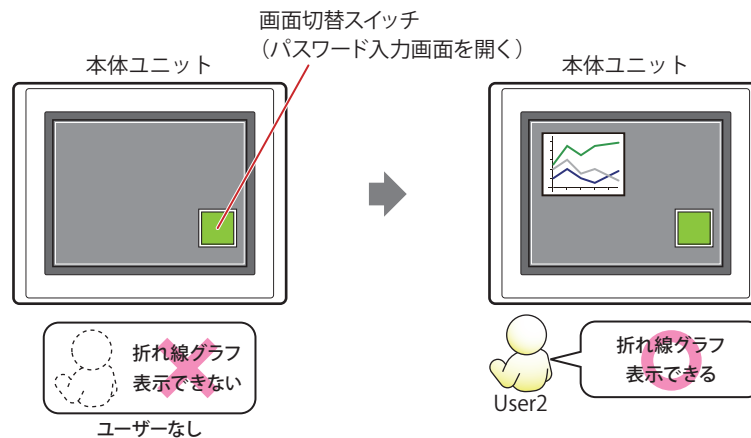 画面切替スイッチ
（パスワード入力画面を開く）
本体ユニット
本体ユニット
折れ線グラフ
表示できない
ユーザーなし
折れ線グラフ
表示できる
User2